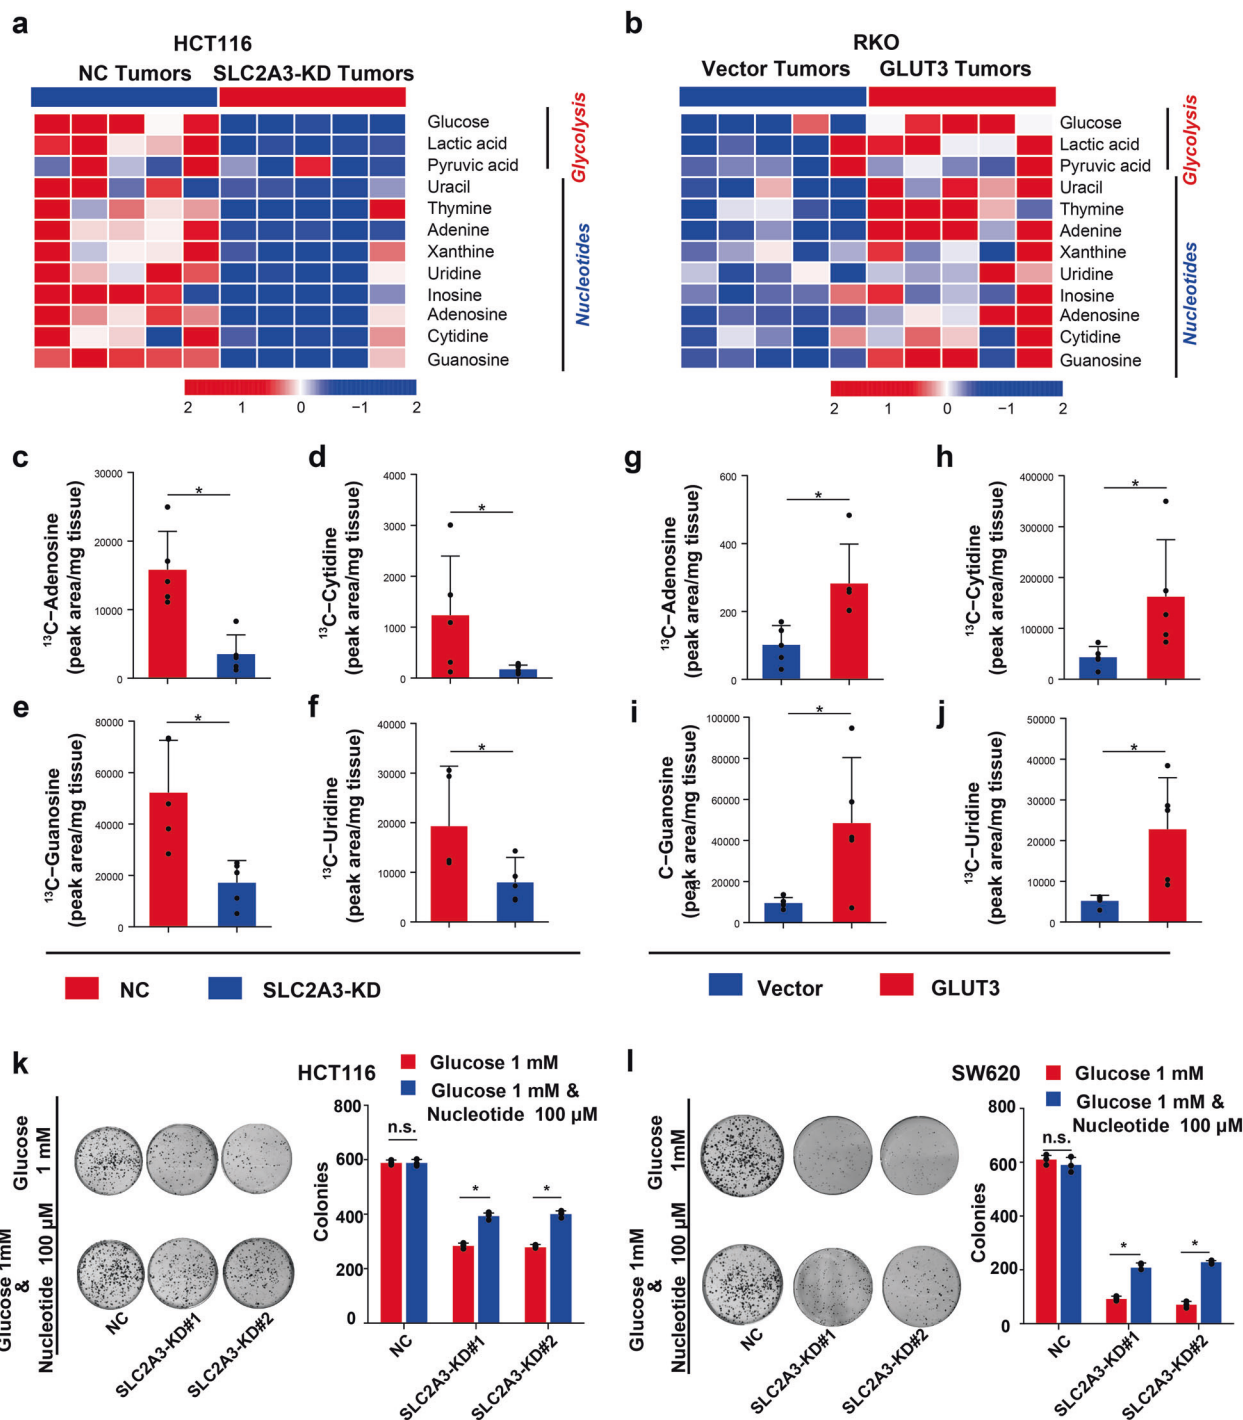 a
HCT116
NC Tumors SLC2A3-KD Tumors
Glucose
Lactic acid
Pyruvic acid
Uracil
Thymine
Adenine
Xanthine
Uridine
Inosine
Adenosine
Cytidine
Guanosine
Glycolysis
Nucleotides
2 1 0 −1 2
b
RKO
Vector Tumors GLUT3 Tumors
Glucose
Lactic acid
Pyruvic acid
Uracil
Thymine
Adenine
Xanthine
Uridine
Inosine
Adenosine
Cytidine
Guanosine
Glycolysis
Nucleotides
2 1 0 −1 2
c
13C−Adenosine
(peak area/mg tissue)
30000
20000
10000
0
*
d
13C−Cytidine
(peak area/mg tissue)
4000
3000
2000
1000
0
*
g
13C−Adenosine
(peak area/mg tissue)
600
400
200
0
*
h
13C−Cytidine
(peak area/mg tissue)
400000
300000
200000
100000
0
*
e
13C−Guanosine
(peak area/mg tissue)
80000
60000
40000
20000
0
*
f
13C−Uridine
(peak area/mg tissue)
40000
30000
20000
10000
0
*
i
C−Guanosine
13
(peak area/mg tissue)
100000
80000
60000
40000
20000
0
*
j
13C−Uridine
(peak area/mg tissue)
50000
40000
30000
20000
10000
0
*
NC SLC2A3-KD
Vector GLUT3
k
Glucose
1 mM
Glucose 1mM
&
Nucleotide 100 µM
NC
SLC2A3-KD#1
SLC2A3-KD#2
HCT116
Glucose 1 mM
Glucose 1 mM &
Nucleotide 100 µM
Colonies
800
600
400
200
0
n.s.
*
*
NC
SLC2A3-KD#1
SLC2A3-KD#2
l
Glucose
1mM
Glucose 1mM
&
Nucleotide 100 µM
NC
SLC2A3-KD#1
SLC2A3-KD#2
SW620
Glucose 1 mM
Glucose 1 mM &
Nucleotide 100 µM
Colonies
800
600
400
200
0
n.s.
*
*
NC
SLC2A3-KD#1
SLC2A3-KD#2